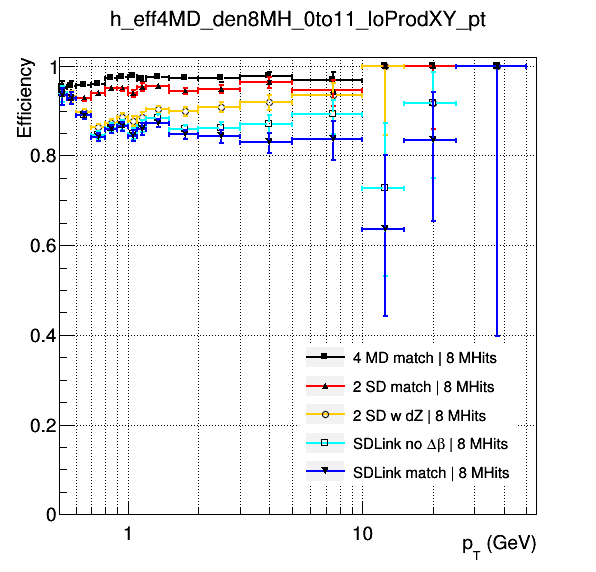 h_eff4MD_den8MH_0to11_loProdXY_pt
Efficiency
1
0.8
0.6
0.4
0.2
0
4 MD match | 8 MHits
2 SD match | 8 MHits
2 SD w dZ | 8 MHits
SDLink no Δβ | 8 MHits
SDLink match | 8 MHits
1
10
p_T (GeV)